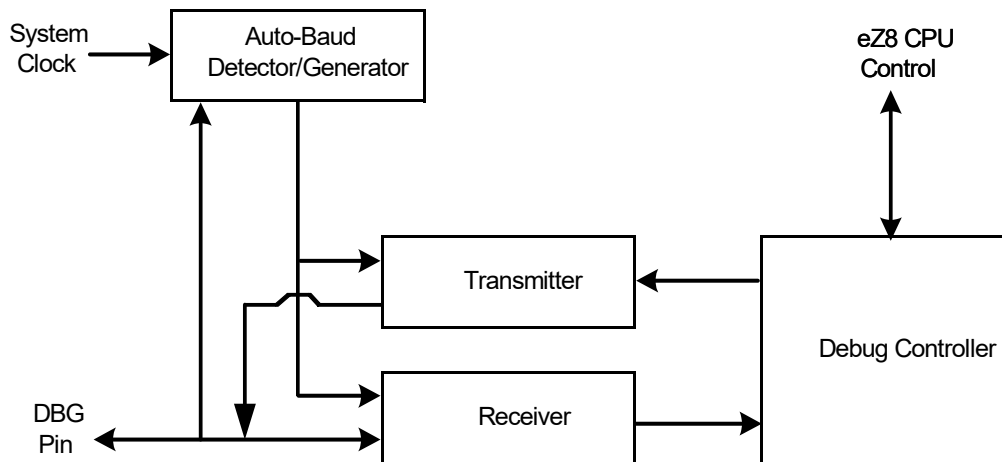 System
Clock
Auto-Baud
Detector/Generator
eZ8 CPU
Control
Transmitter
Debug Controller
Receiver
DBG
Pin